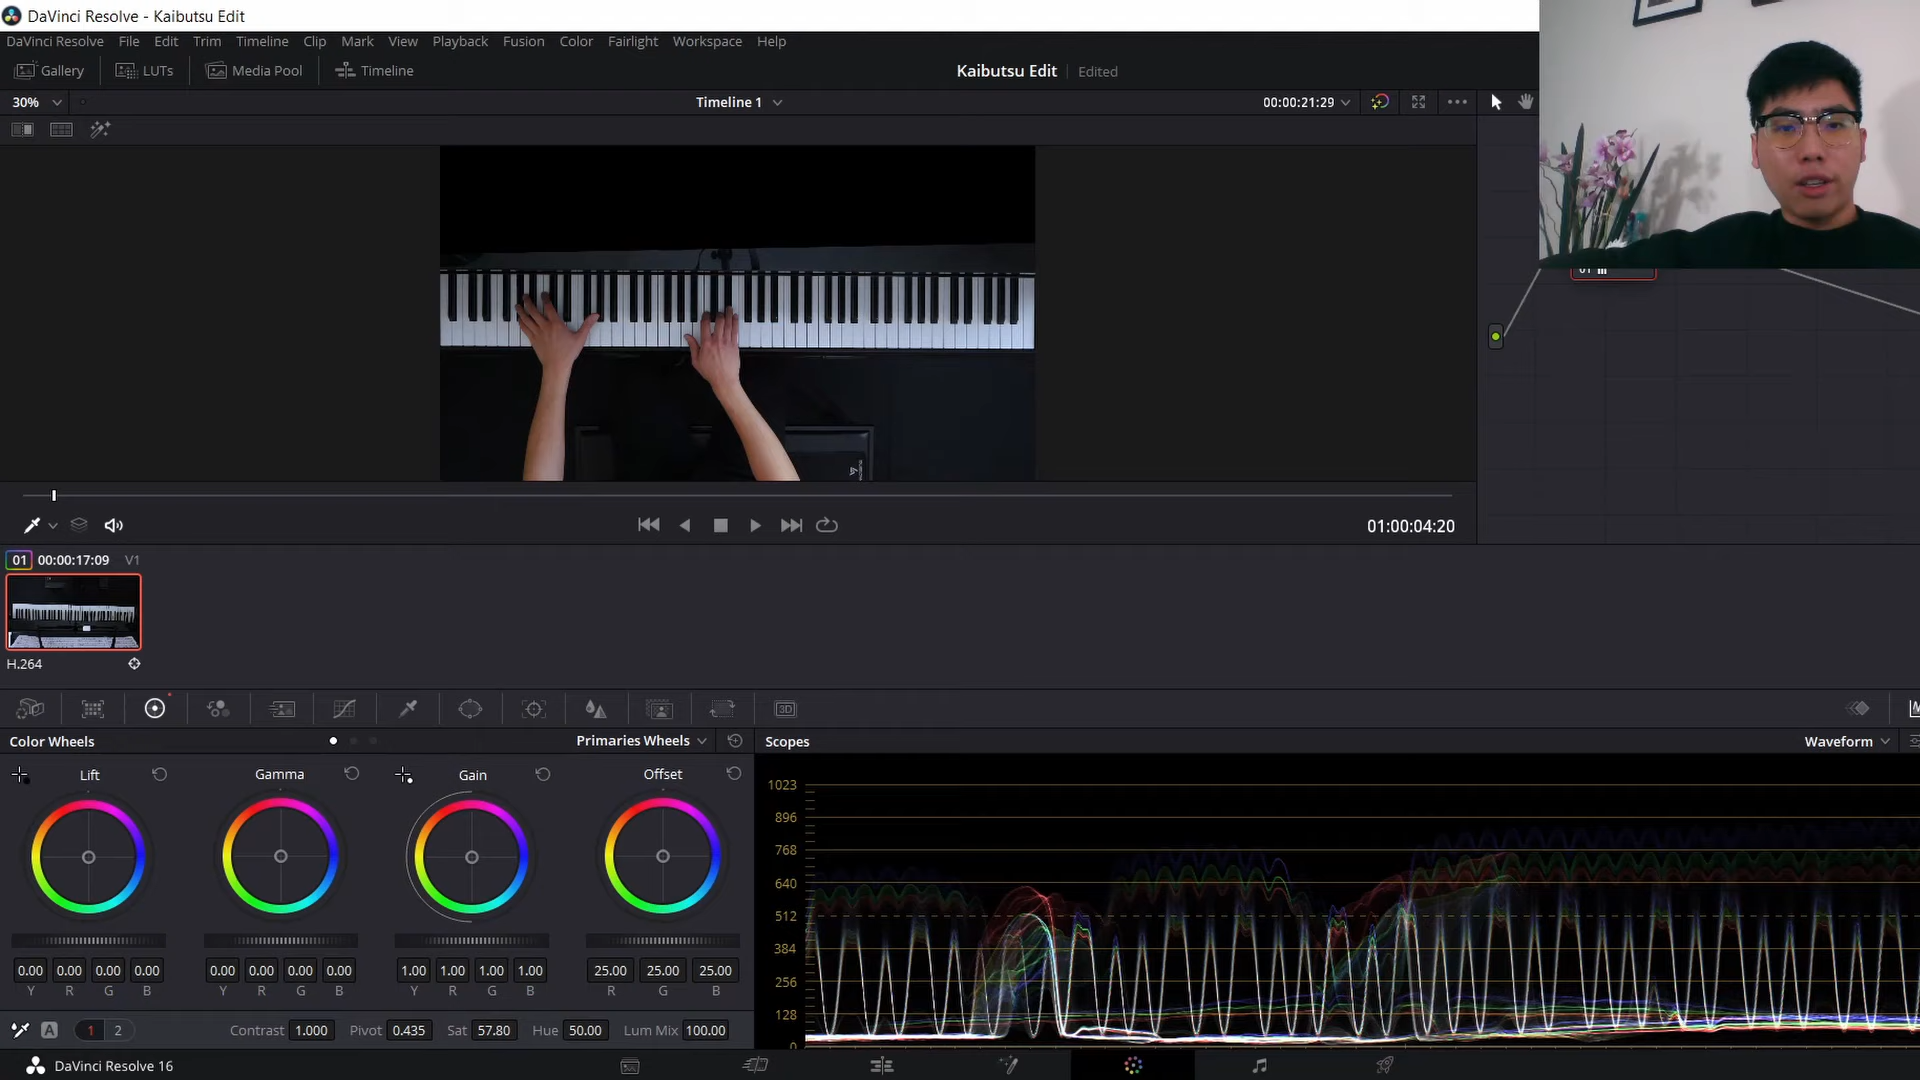 DaVinci Resolve - Kaibutsu Edit
DaVinci Resolve File Edit Trim Timeline Clip Mark View Playback Fusion Color Fairlight Workspace Help
Gallery LUTs Media Pool Timeline Kaibutsu Edit Edited
30% Timeline 1 00:00:21:29
01
01:00:04:20
01 00:00:17:09 V1
H.264
3D
Color Wheels Primaries Wheels Scopes Waveform
Lift Gamma Gain Offset
1023
896
768
640
512
384
256
128
0
0.00 0.00 0.00 0.00 0.00 0.00 0.00 0.00 1.00 1.00 1.00 1.00 25.00 25.00 25.00
Y R G B Y R G B Y R G B R G B
A 1 2 Contrast 1.000 Pivot 0.435 Sat 57.80 Hue 50.00 Lum Mix 100.00
DaVinci Resolve 16